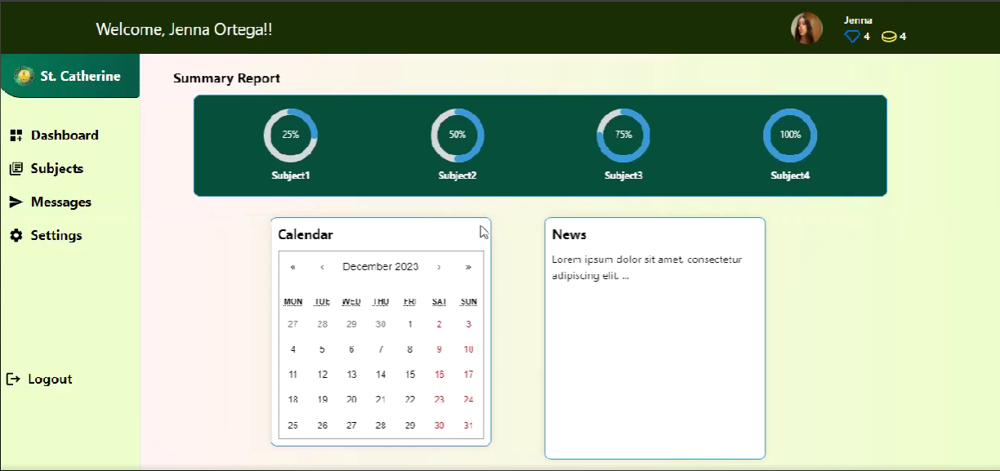 Welcome, Jenna Ortega!!
Jenna
4 4
St. Catherine
Dashboard
Subjects
Messages
Settings
Logout
Summary Report
25% 50% 75% 100%
Subject1 Subject2 Subject3 Subject4
Calendar
« ‹ December 2023 › »
MON TUE WED THU FRI SAT SUN
27 28 29 30 1 2 3
4 5 6 7 8 9 10
11 12 13 14 15 16 17
18 19 20 21 22 23 24
25 26 27 28 29 30 31
News
Lorem ipsum dolor sit amet, consectetur
adipiscing elit. ...